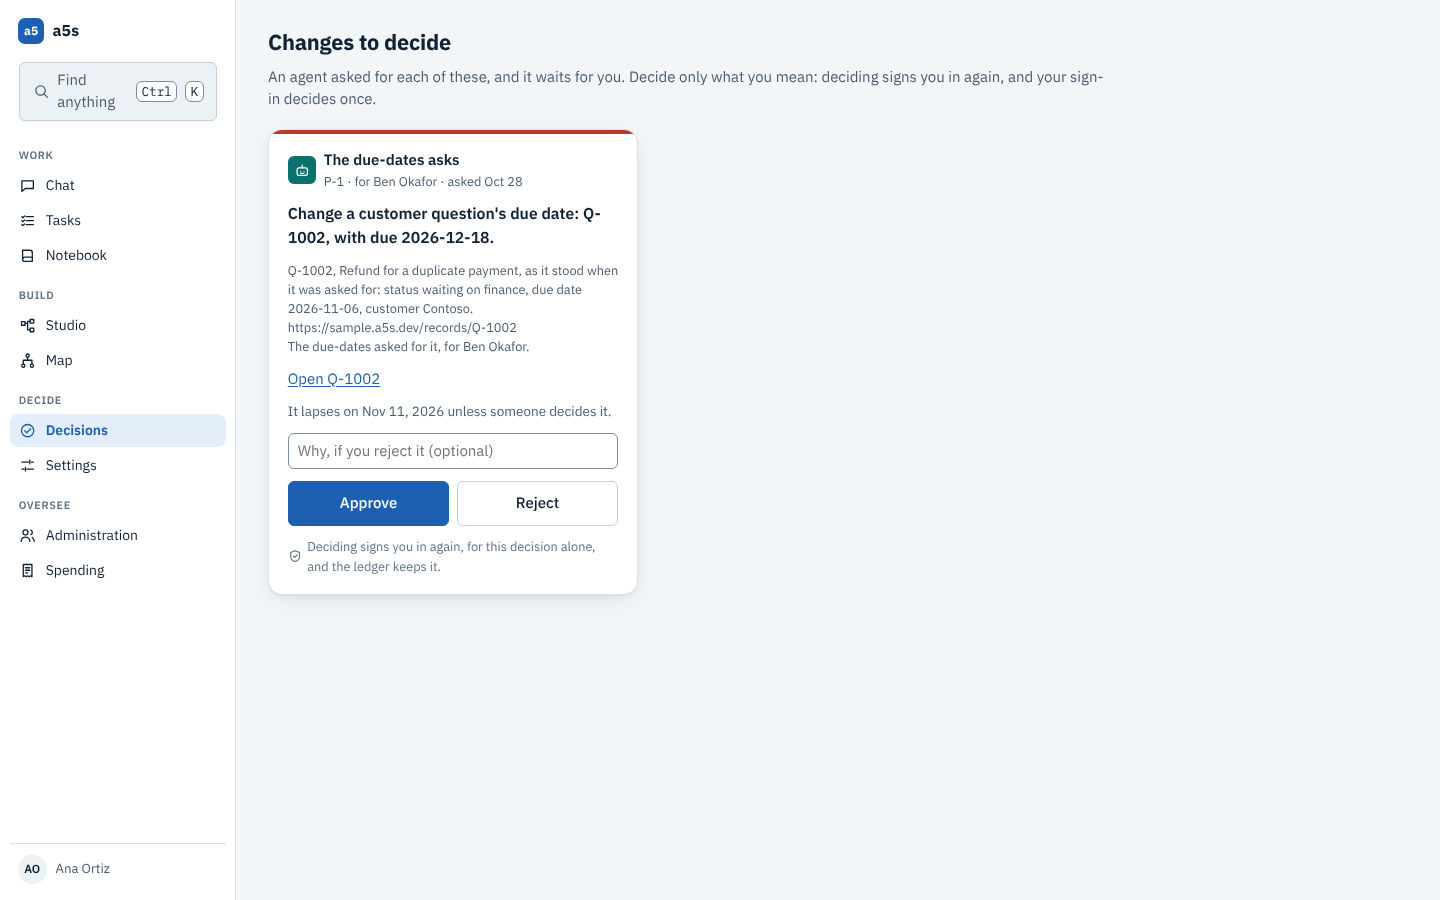 a5 a5s
Find
anything
Ctrl K
WORK
Chat
Tasks
Notebook
BUILD
Studio
Map
DECIDE
Decisions
Settings
OVERSEE
Administration
Spending
AO Ana Ortiz
Changes to decide
An agent asked for each of these, and it waits for you. Decide only what you mean: deciding signs you in again, and your sign-
in decides once.
The due-dates asks
P-1 · for Ben Okafor · asked Oct 28
Change a customer question's due date: Q-
1002, with due 2026-12-18.
Q-1002, Refund for a duplicate payment, as it stood when
it was asked for: status waiting on finance, due date
2026-11-06, customer Contoso.
https://sample.a5s.dev/records/Q-1002
The due-dates asked for it, for Ben Okafor.
Open Q-1002
It lapses on Nov 11, 2026 unless someone decides it.
Why, if you reject it (optional)
Approve
Reject
Deciding signs you in again, for this decision alone,
and the ledger keeps it.